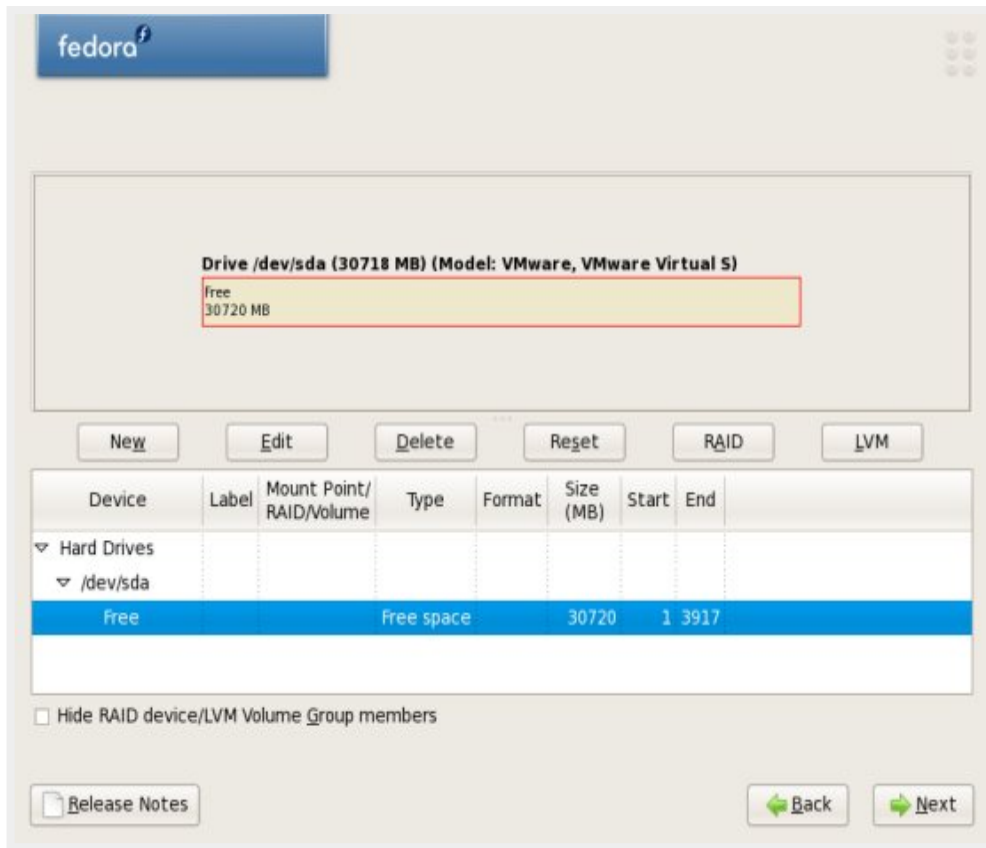 fedora
Drive /dev/sda (30718 MB) (Model: VMware, VMware Virtual S)
Free
30720 MB
New Edit Delete Reset RAID LVM
Device Label Mount Point/ RAID/Volume Type Format Size (MB) Start End
Hard Drives
/dev/sda
Free Free space 30720 1 3917
Hide RAID device/LVM Volume Group members
Release Notes Back Next